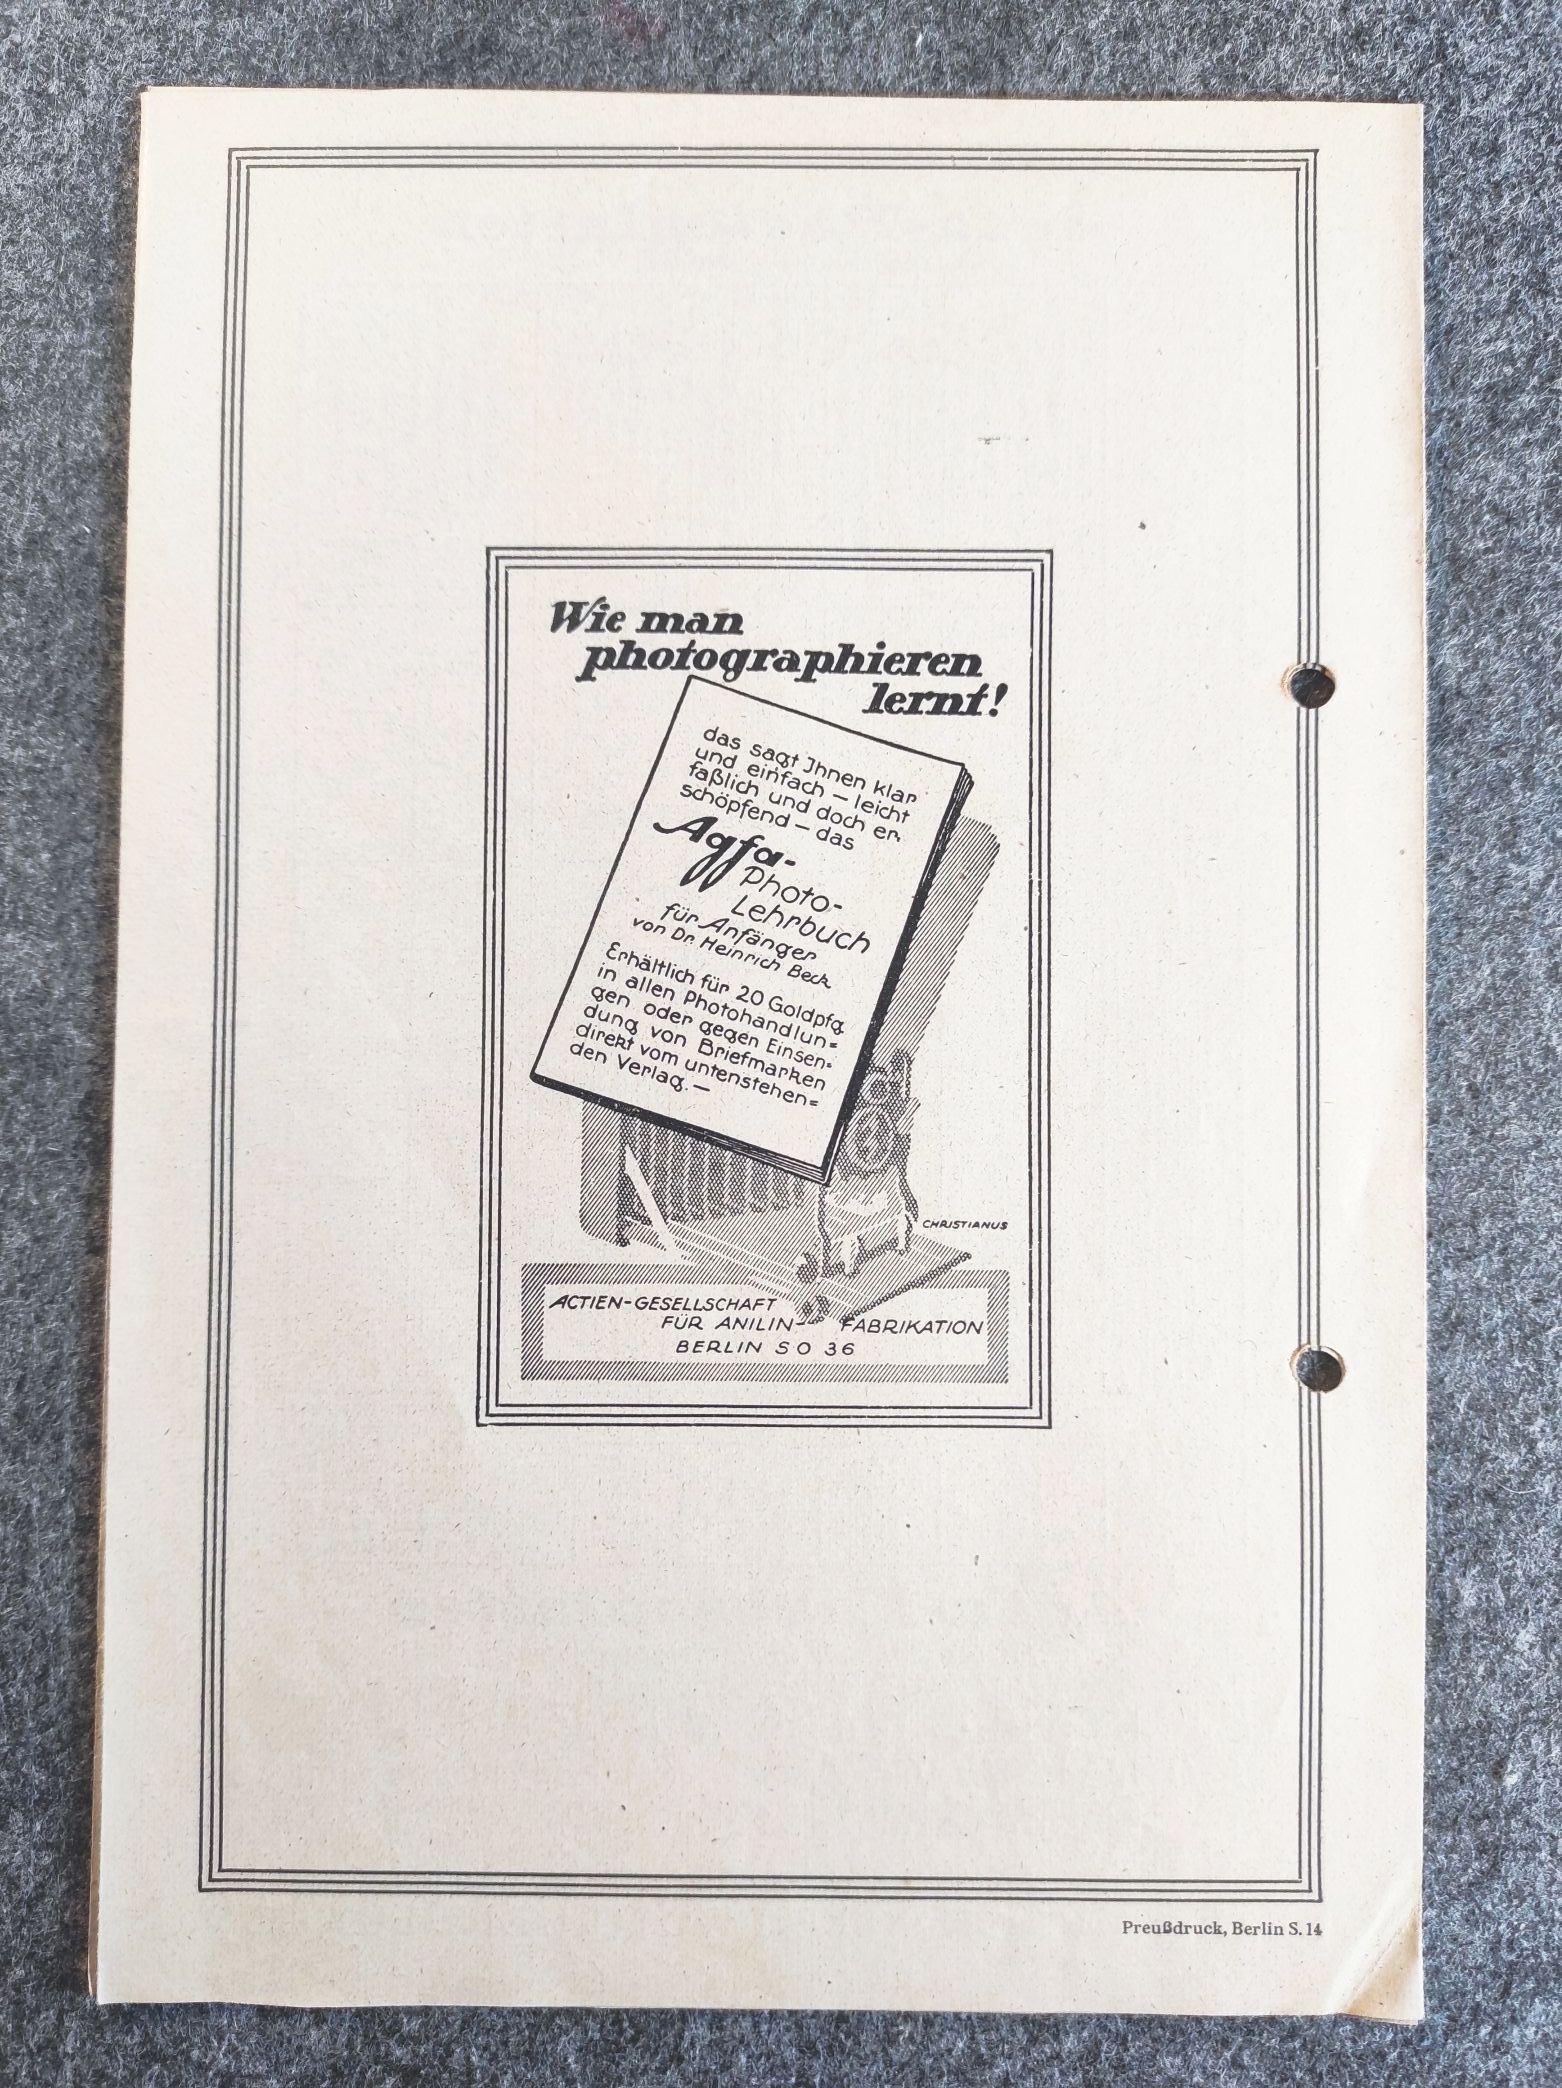 Wie man
photographieren
lernt!
das sagt Jhnen klar
und einfach – leicht
faßlich und doch er
schöpfend – das
Agfa-
Photo-
Lehrbuch
für Anfänger
von Dr. Heinrich Beck
Erhältlich für 20 Goldpfg
in allen Photohandlun=
gen oder gegen Einsen=
dung von Briefmarken
direkt vom untenstehen=
den Verlag. –
CHRISTIANUS
ACTIEN-GESELLSCHAFT
FÜR ANILIN- FABRIKATION
BERLIN SO 36
Preußdruck, Berlin S. 14